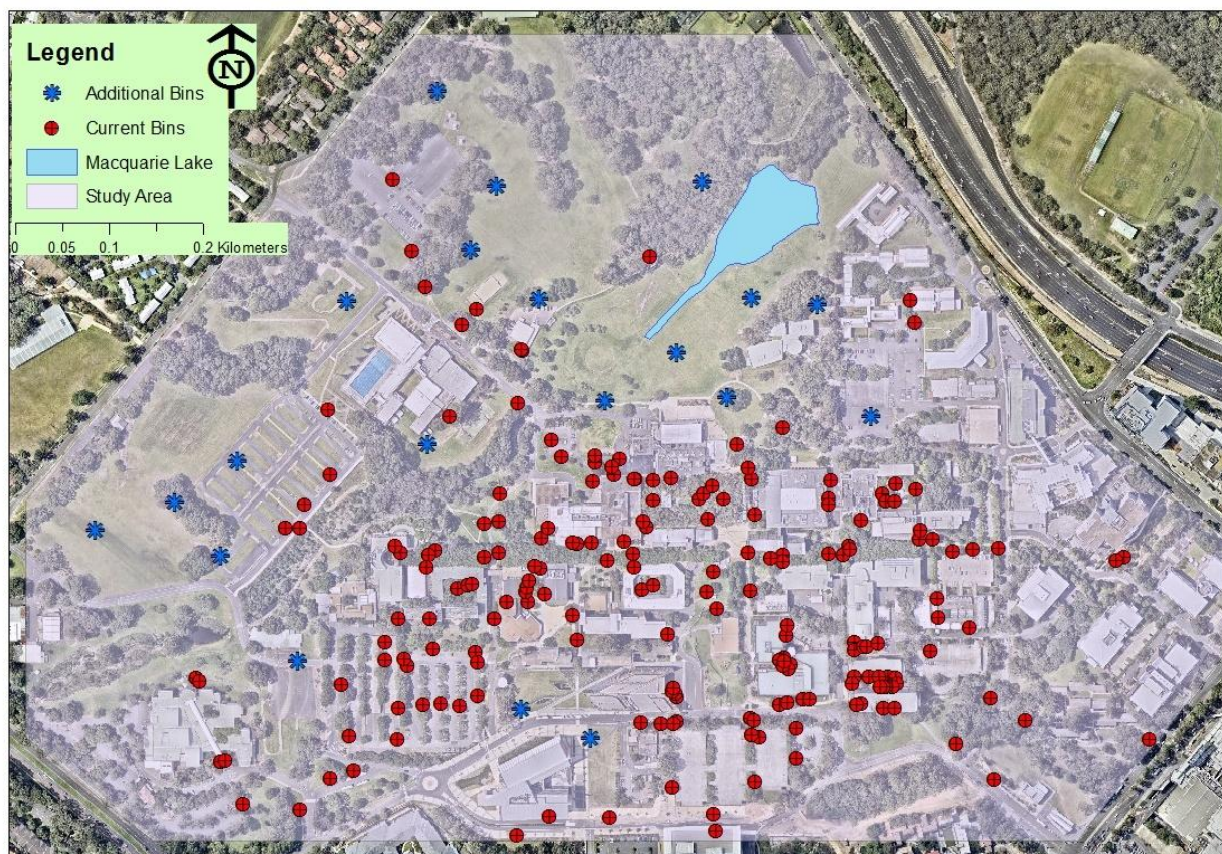 Legend
N
Additional Bins
Current Bins
Macquarie Lake
Study Area
0 0.05 0.1 0.2 Kilometers